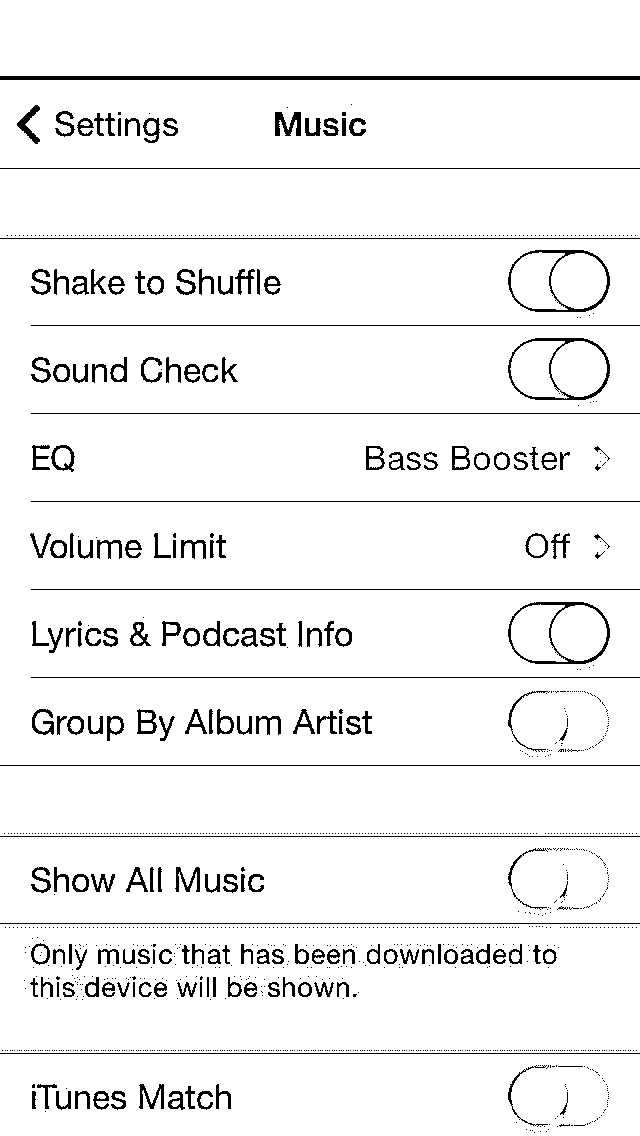 Settings Music
Shake to Shuffle
Sound Check
EQ Bass Booster
Volume Limit Off
Lyrics & Podcast Info
Group By Album Artist
Show All Music
Only music that has been downloaded to
this device will be shown.
iTunes Match